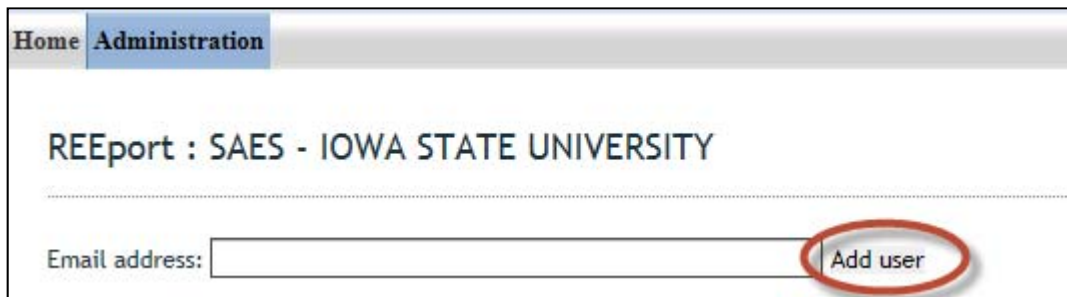 Home Administration
REEport : SAES - IOWA STATE UNIVERSITY
Email address: Add user